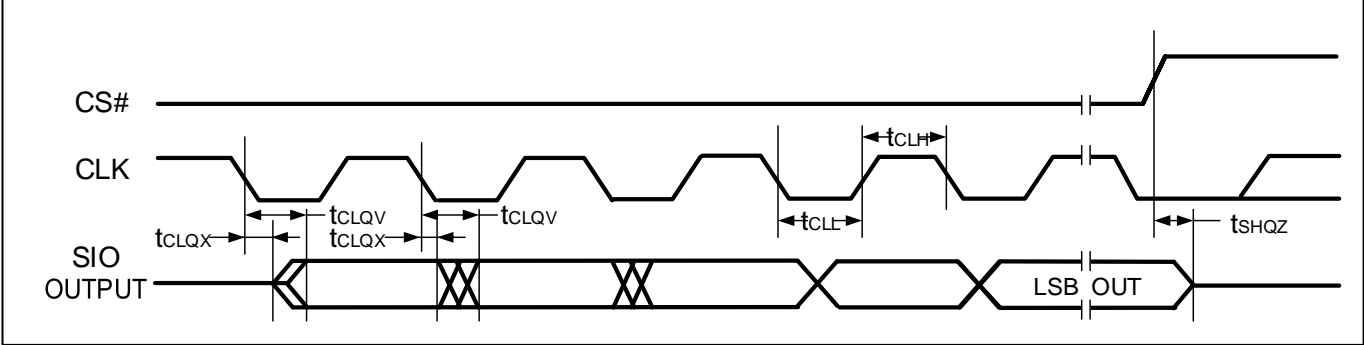 CS#
tCLH
CLK
tCLQV
tCLQV
tCLL
tSHQZ
tCLQX
tCLQX
SIO
OUTPUT
LSB OUT